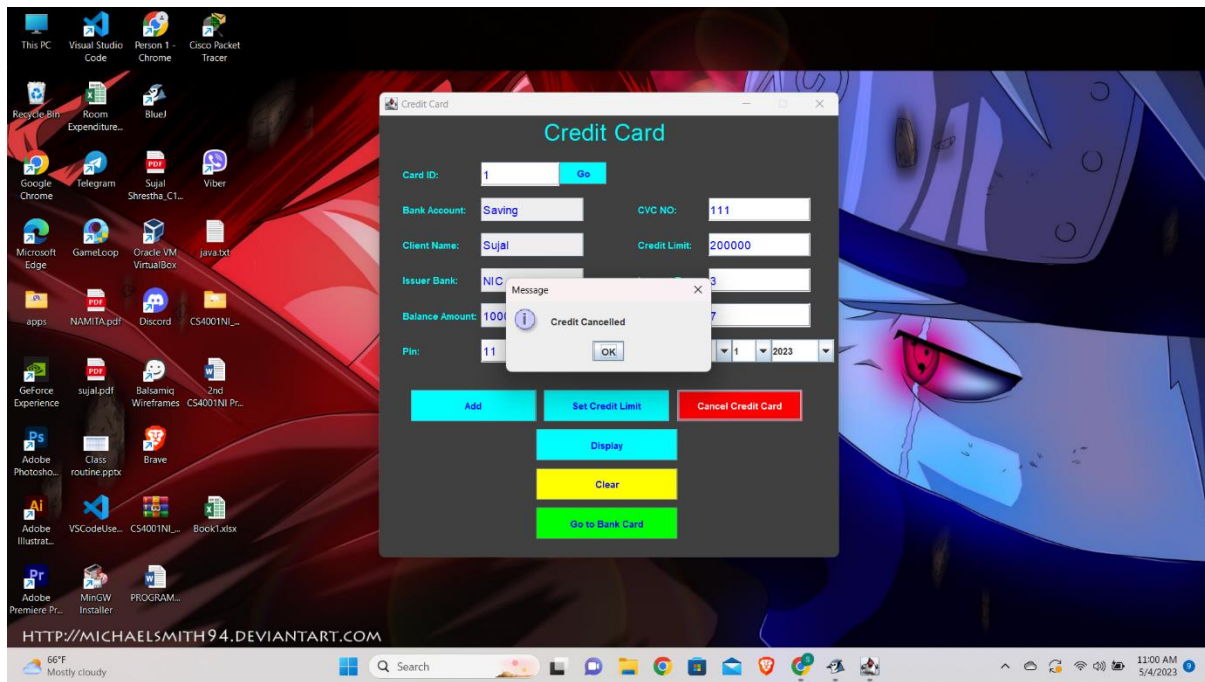 This PC
Visual Studio
Code
Person 1 -
Chrome
Cisco Packet
Tracer
Recycle Bin
Room
Expenditure...
BlueJ
Google
Chrome
Telegram
Sujal
Shrestha_C1...
Viber
Microsoft
Edge
GameLoop
Oracle VM
VirtualBox
java.txt
apps
NAMITA.pdf
Discord
CS4001NI_...
GeForce
Experience
sujal.pdf
Balsamiq
Wireframes
2nd
CS4001NI Pr...
Adobe
Photosho...
Class
routine.pptx
Brave
Adobe
Illustrat...
VSCodeUse...
CS4001NI_...
Book1.xlsx
Adobe
Premiere Pr...
MinGW
Installer
PROGRAM...
HTTP://MICHAELSMITH94.DEVIANTART.COM
Credit Card
Credit Card
Card ID: 1 Go
Bank Account: Saving CVC NO: 111
Client Name: Sujal Credit Limit: 200000
Issuer Bank: NIC 3
Balance Amount: 7
Pin: 11 1 2023
Message
Credit Cancelled
OK
Add Set Credit Limit Cancel Credit Card
Display
Clear
Go to Bank Card
66°F
Mostly cloudy
Search
11:00 AM
5/4/2023